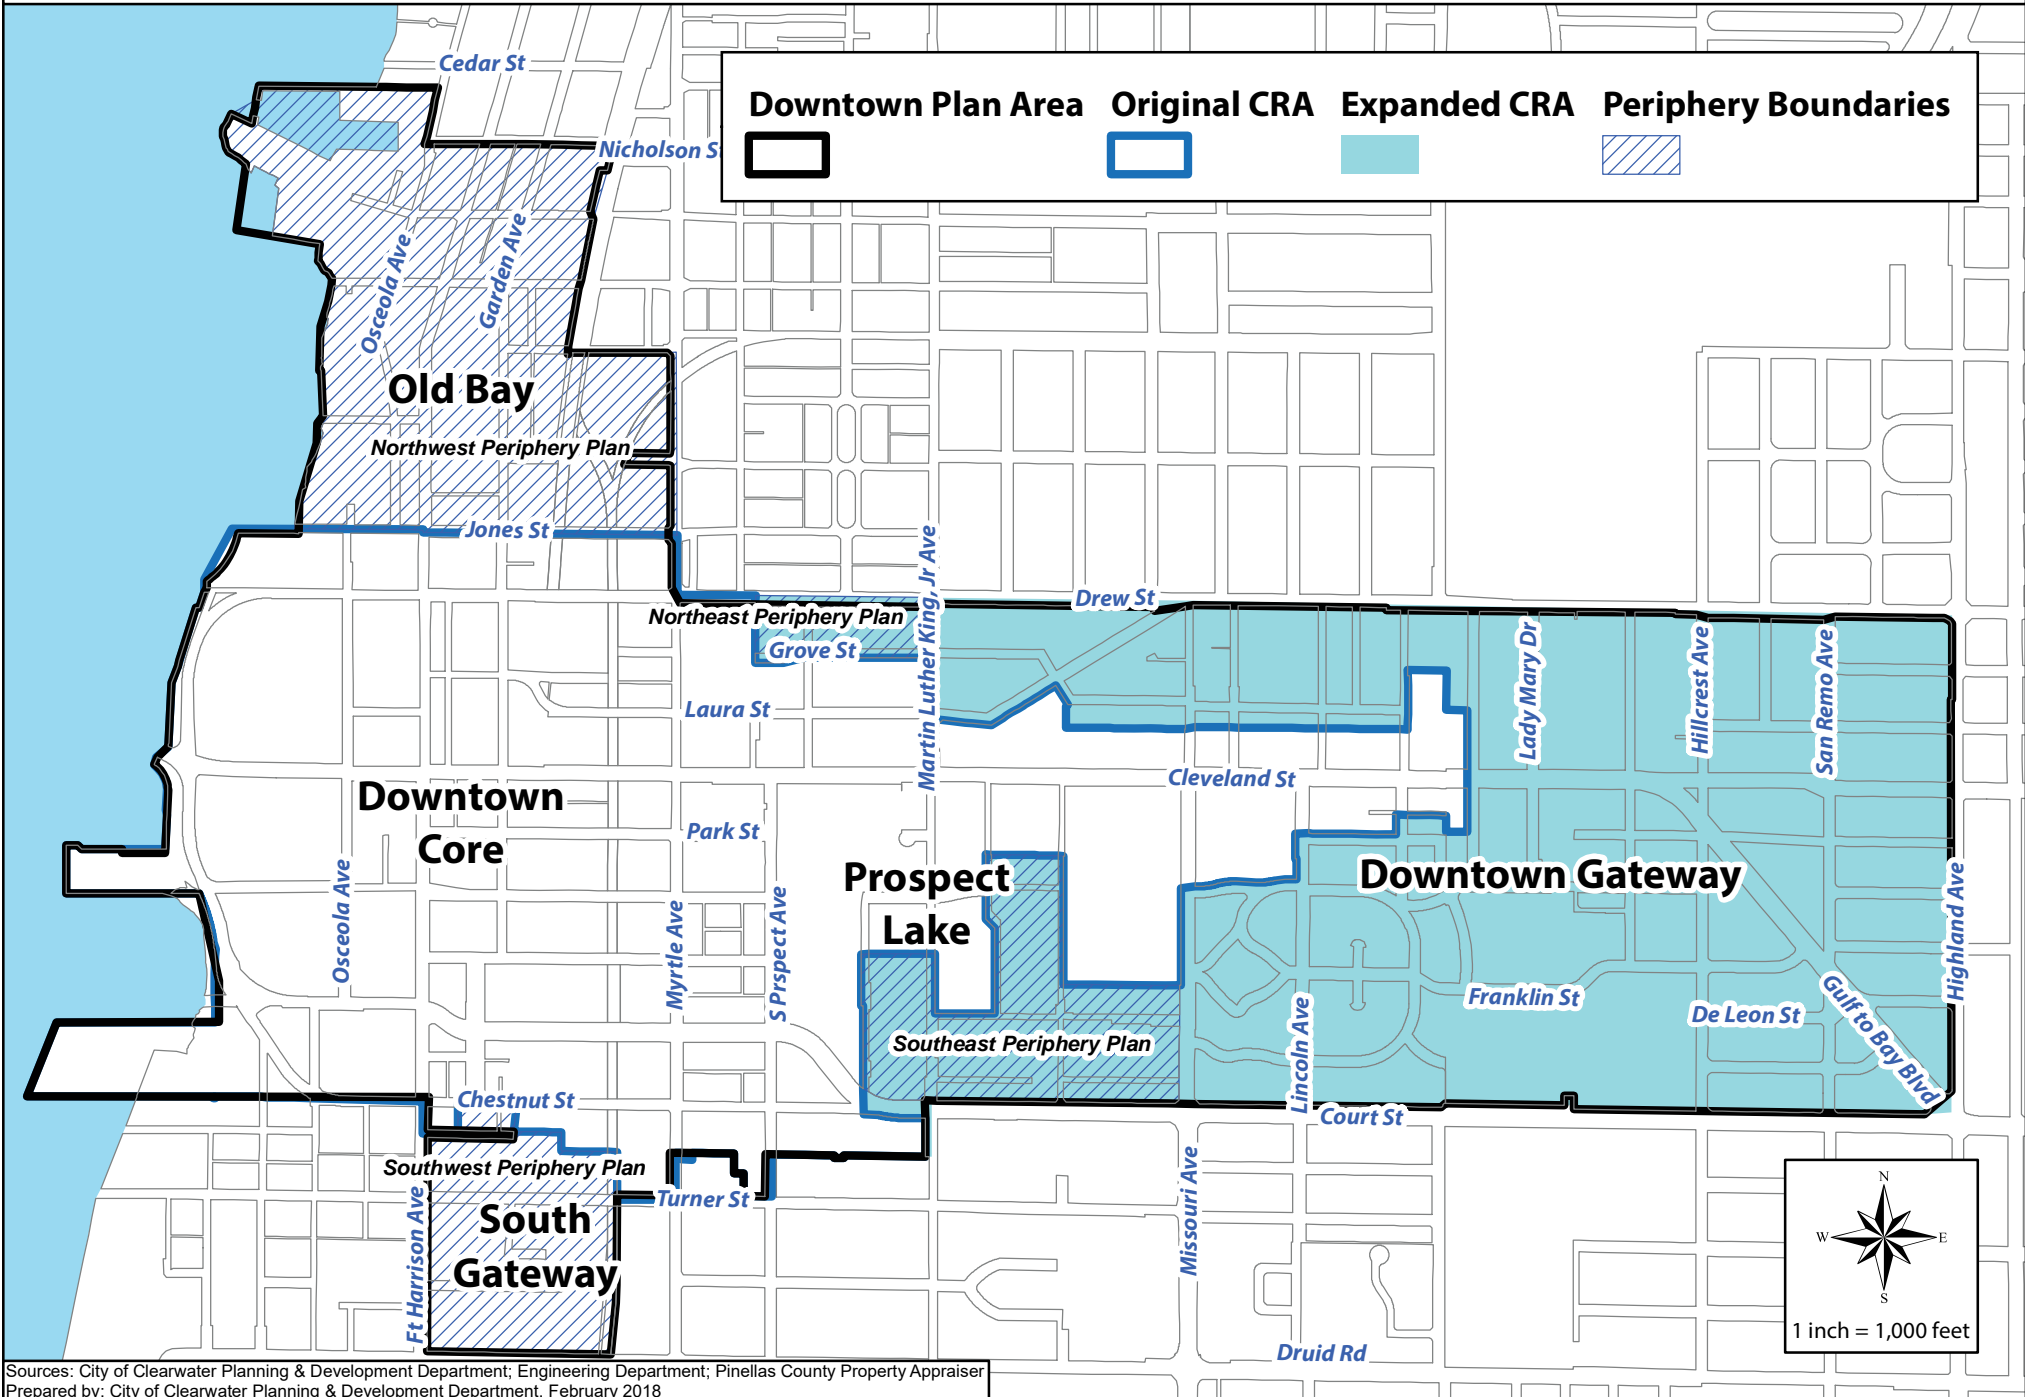 Cedar St
Downtown Plan Area
Original CRA
Expanded CRA
Periphery Boundaries
Nicholson S
Osceola Ave
Garden Ave
Old Bay
Northwest Periphery Plan
Jones St
Martin Luther King, Jr Ave
Drew St
Northeast Periphery Plan
Grove St
Lady Mary Dr
Hillcrest Ave
San Remo Ave
Laura St
Cleveland St
Downtown
Core
Park St
Prospect
Lake
Downtown Gateway
Osceola Ave
Myrtle Ave
S Prspect Ave
Highland Ave
Franklin St
De Leon St
Gulf to Bay Blvd
Lincoln Ave
Southeast Periphery Plan
Chestnut St
Court St
Southwest Periphery Plan
Turner St
Ft Harrison Ave
South
Gateway
Missouri Ave
Druid Rd
N
W
E
S
1 inch = 1,000 feet
Sources: City of Clearwater Planning & Development Department; Engineering Department; Pinellas County Property Appraiser
Prepared by: City of Clearwater Planning & Development Department, February 2018